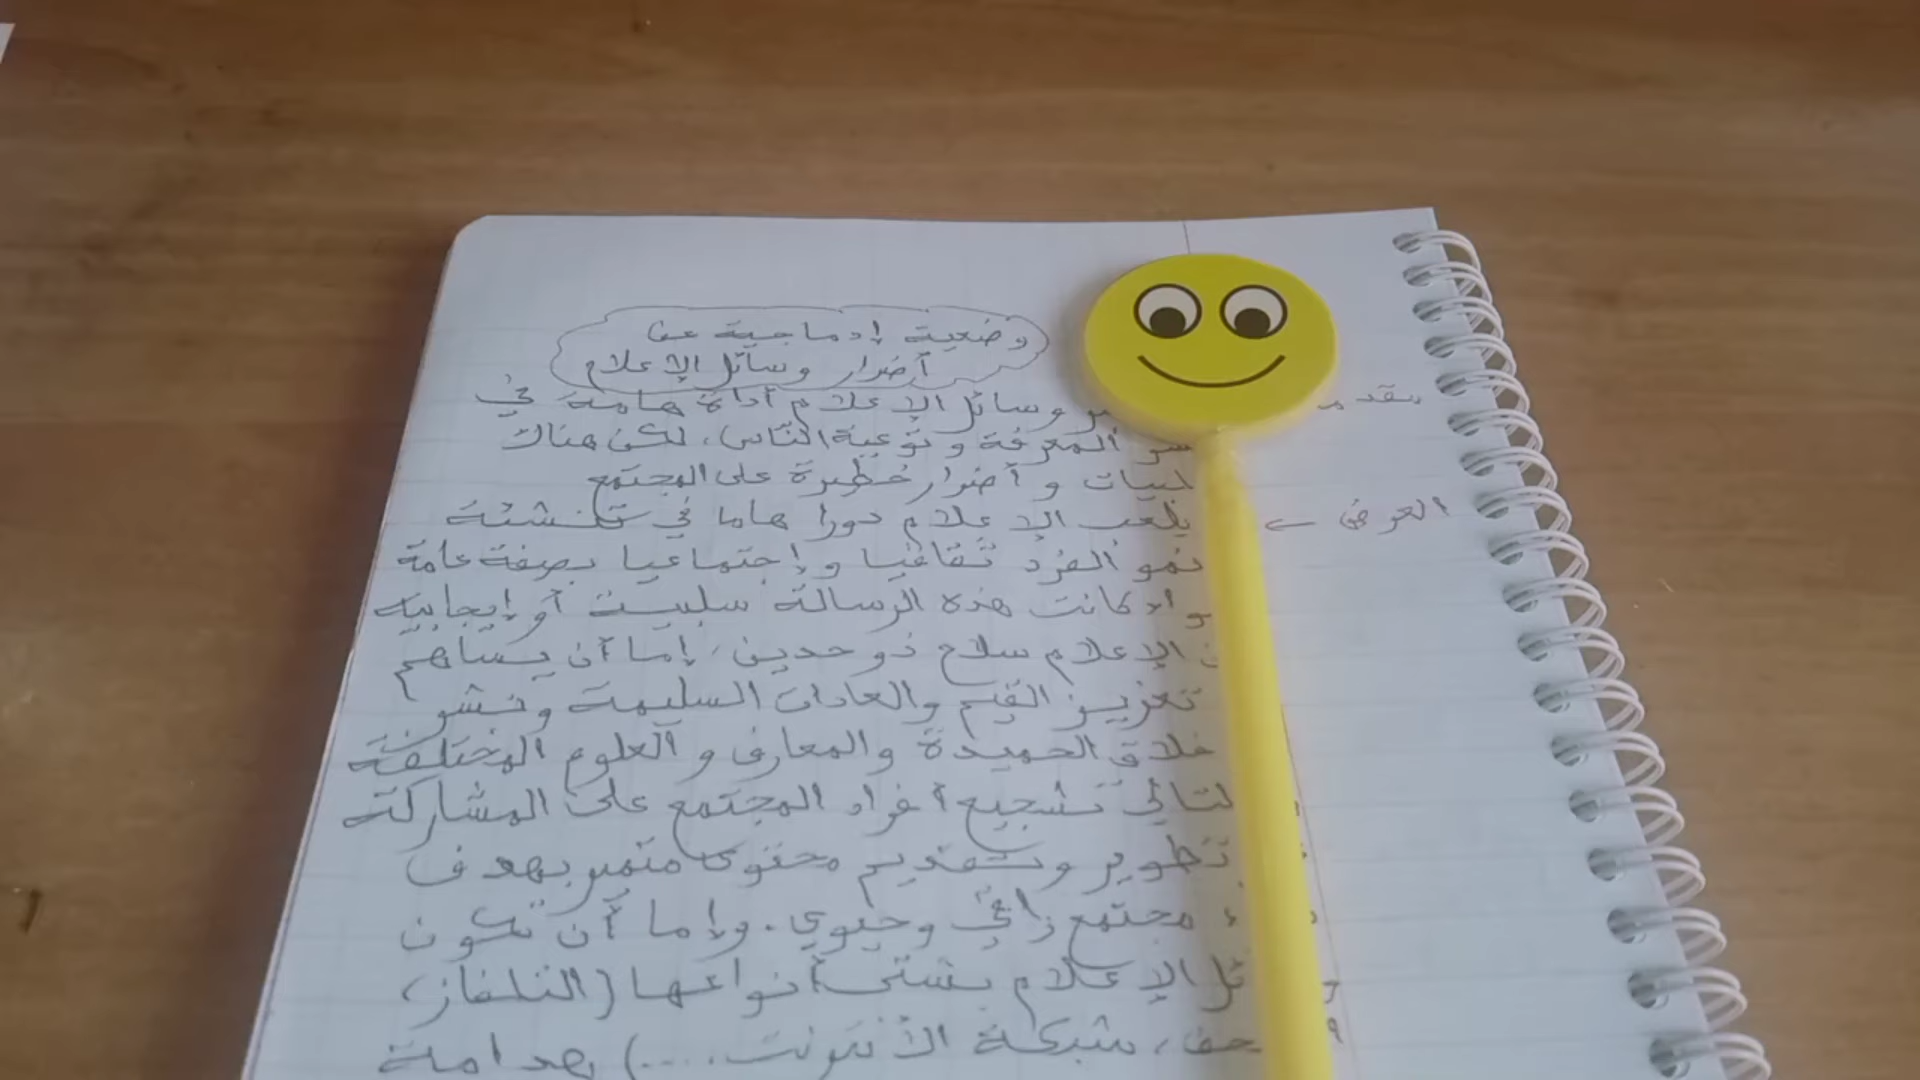 وضعية إدماجية عن
أضرار وسائل الإعلام
وسائل الإعلام أداة هامة في
المعرفة و توعية الناس، لكن هناك
و أضرار خطيرة على المجتمع
العرض ← يلعب الإعلام دورا هاما في تنشئة
نمو الفرد ثقافيا و إجتماعيا بصفة عامة
كانت هذه الرسالة سلبية أو إيجابية
الإعلام سلاح ذو حدين، إما أن يساهم
تعزيز القيم والعادات السليمة ونشر
الحميدة والمعارف و العلوم المختلفة
تشجيع أفراد المجتمع على المشاركة
تطوير وتقديم محتوى متميز بهدف
مجتمع راقي وحيوي. وإما أن تكون
الإعلام بشتى أنواعها (التلفاز،
شبكة الأنترنت....) بهدامة